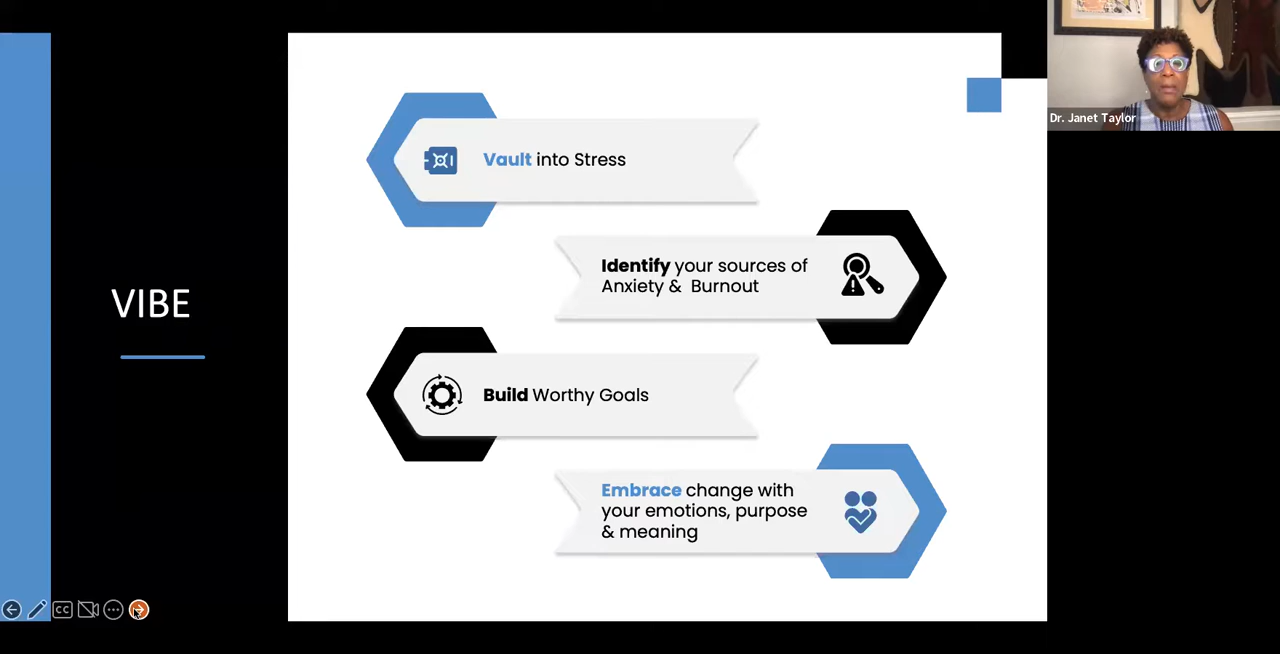 VIBE
Vault into Stress
Identify your sources of
Anxiety & Burnout
Build Worthy Goals
Embrace change with
your emotions, purpose
& meaning
Dr. Janet Taylor
CC